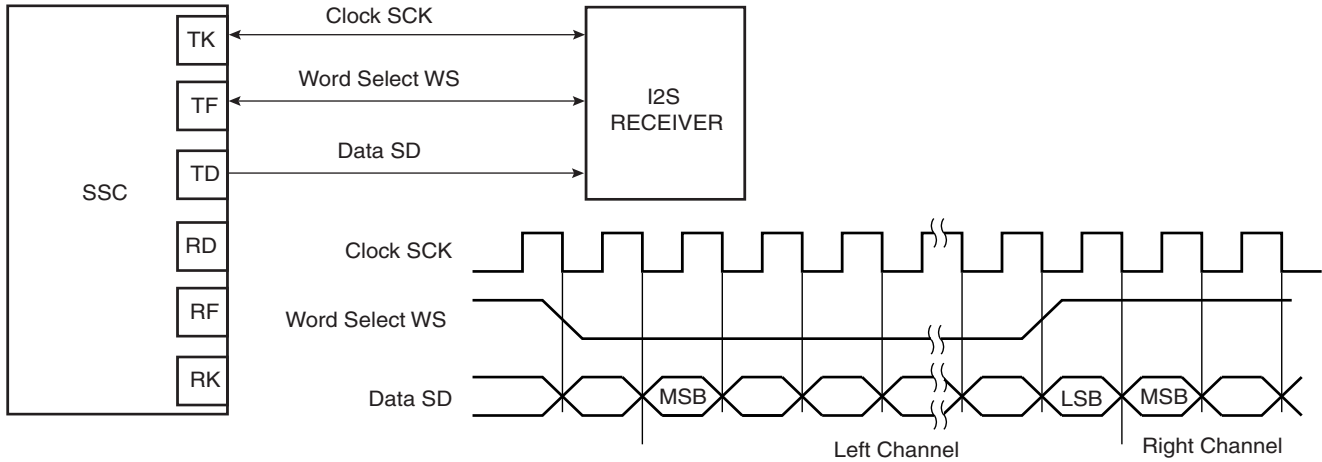 SSC
TK
TF
TD
RD
RF
RK
Clock SCK
Word Select WS
Data SD
I2S
RECEIVER
Clock SCK
Word Select WS
Data SD
MSB
LSB
MSB
Left Channel
Right Channel